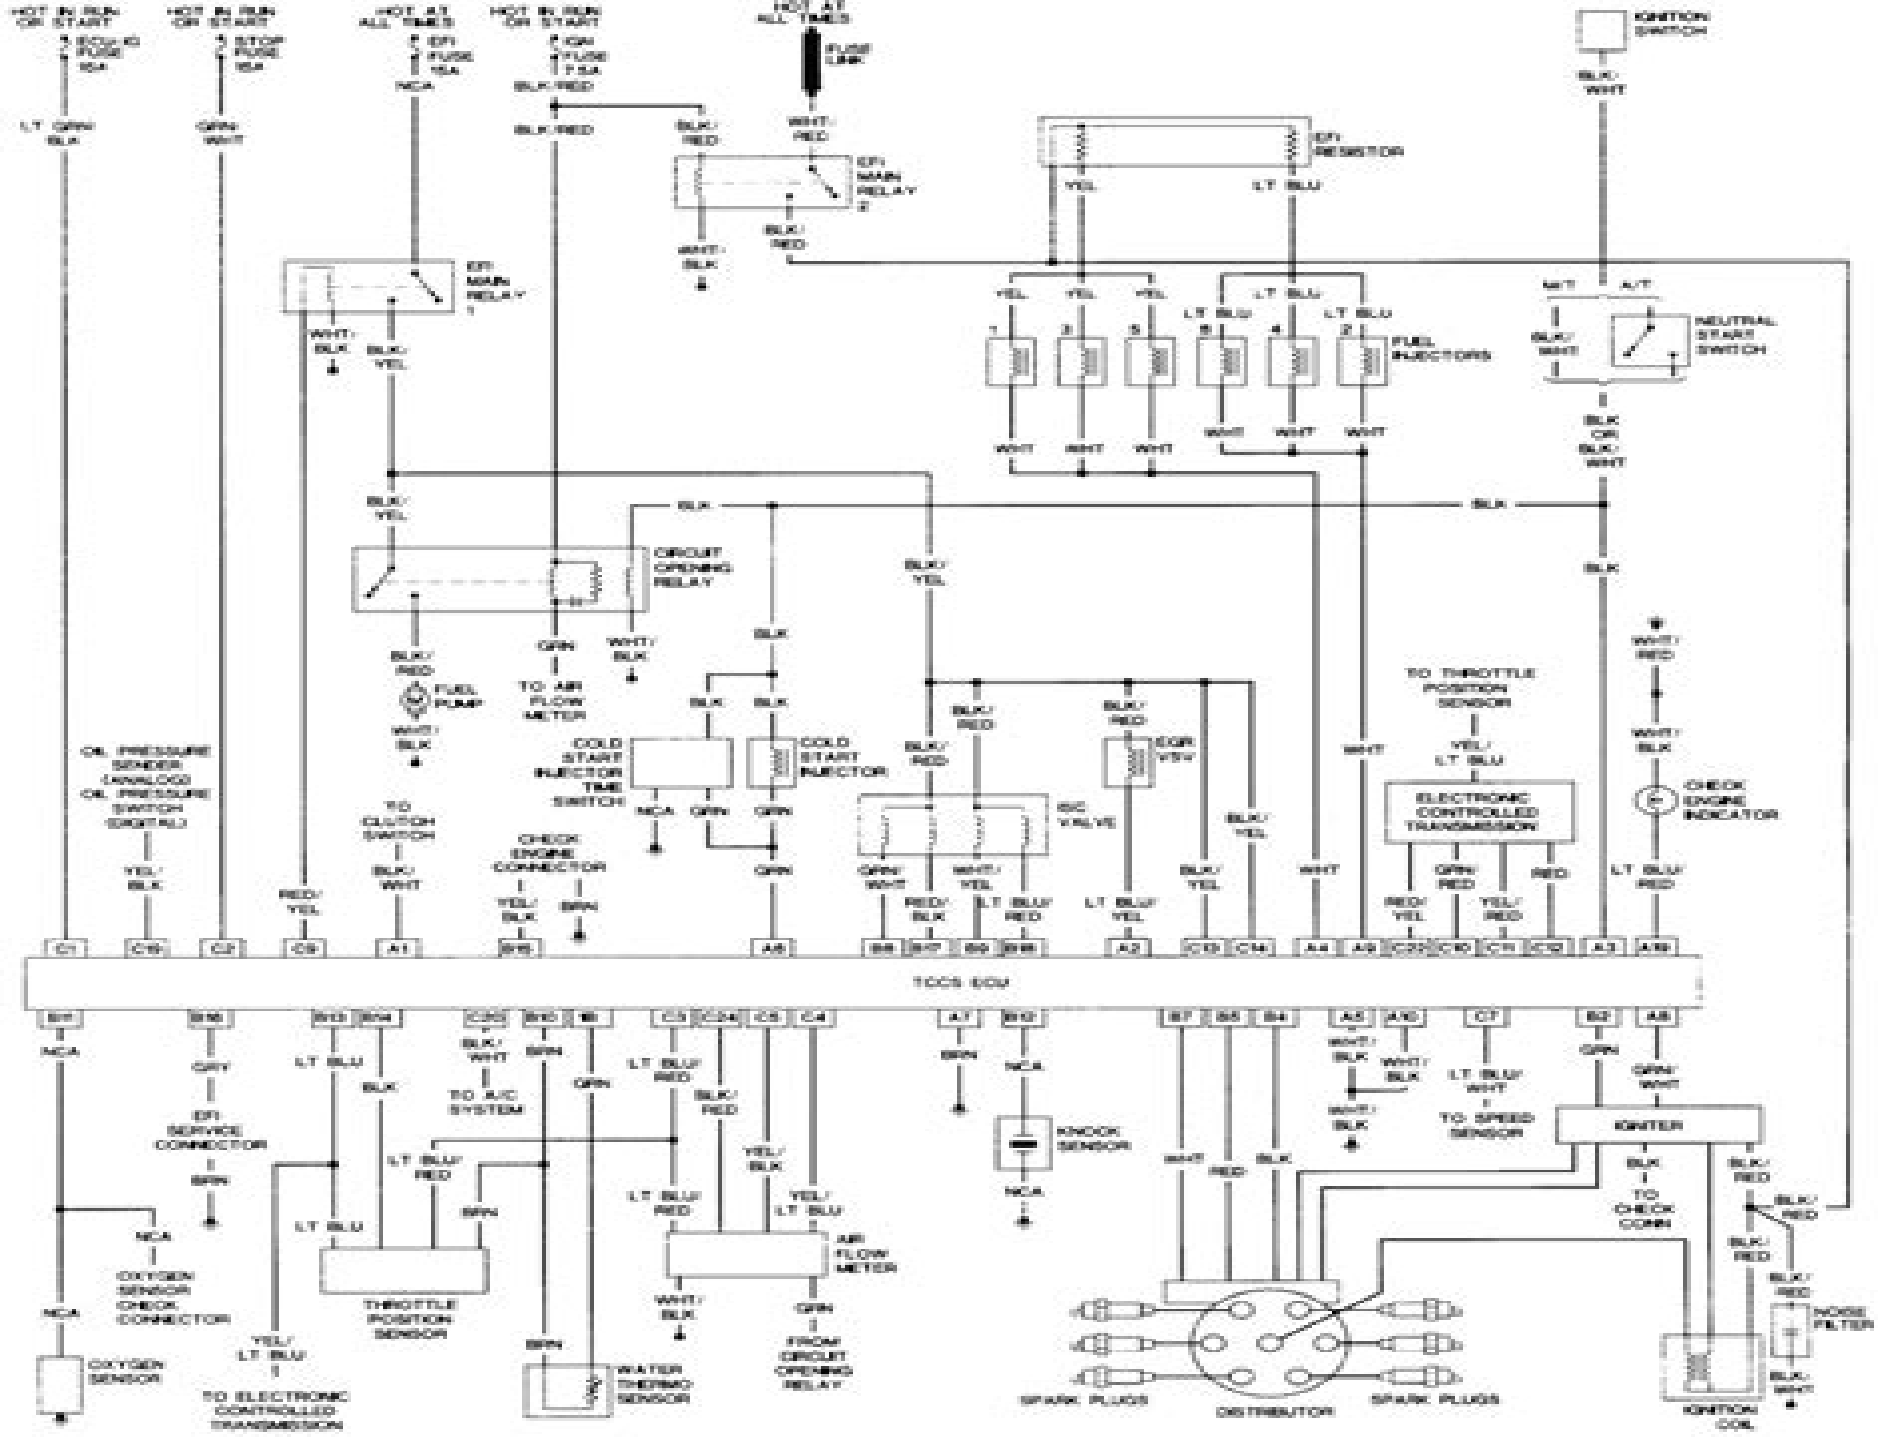 HOT IN RUN
OR START
ECU-IG
FUSE
15A
HOT IN RUN
OR START
STOP
FUSE
15A
HOT AT
ALL TIMES
EFI
FUSE
15A
NCA
HOT IN RUN
OR START
IGN
FUSE
7.5A
BLK/RED
BLK/RED
HOT AT
ALL TIMES
FUSE
LINK
IGNITION
SWITCH
BLK/
WHT
LT GRN/
BLK
GRN/
WHT
BLK/
RED
WHT/
RED
EFI
MAIN
RELAY
2
EFI
RESISTOR
YEL
LT BLU
WHT/
BLK
BLK/
RED
EFI
MAIN
RELAY
1
WHT/
BLK
BLK/
YEL
YEL
YEL
YEL
LT BLU
LT BLU
LT BLU
1
3
5
6
4
2
FUEL
INJECTORS
M/T
A/T
BLK/
WHT
NEUTRAL
START
SWITCH
WHT
WHT
WHT
WHT
WHT
WHT
BLK
OR
BLK/
WHT
BLK/
YEL
BLK
BLK
CIRCUIT
OPENING
RELAY
BLK/
YEL
BLK
BLK
BLK/
RED
FUEL
PUMP
WHT/
BLK
GRN
TO AIR
FLOW
METER
WHT/
BLK
BLK
BLK
COLD
START
INJECTOR
TIME
SWITCH
COLD
START
INJECTOR
NCA
GRN
GRN
GRN
BLK/
RED
BLK/
RED
BLK/
RED
EGR
VSV
ISC
VALVE
WHT
TO THROTTLE
POSITION
SENSOR
YEL/
LT BLU
ELECTRONIC
CONTROLLED
TRANSMISSION
WHT/
RED
WHT/
BLK
CHECK
ENGINE
INDICATOR
OIL PRESSURE
SENDER
(ANALOG)
OIL PRESSURE
SWITCH
(DIGITAL)
YEL/
BLK
RED/
YEL
TO
CLUTCH
SWITCH
BLK/
WHT
CHECK
ENGINE
CONNECTOR
YEL/
BLK
BRN
GRN/
WHT
RED/
BLK
WHT/
YEL
LT BLU/
RED
LT BLU/
YEL
BLK/
YEL
BLK/
YEL
WHT
RED/
YEL
GRN/
RED
YEL/
RED
RED
LT BLU/
RED
C1
C19
C2
C9
A1
B15
A6
B8
B17
B9
B18
A2
C13
C14
A4
A9
C22
C10
C11
C12
A3
A19
TCCS ECU
B11
B16
B13
B14
C20
B10
1B
C3
C24
C5
C4
A7
B12
B7
B5
B4
A5
A10
C7
B2
A8
NCA
NCA
NCA
OXYGEN
SENSOR
CHECK
CONNECTOR
OXYGEN
SENSOR
GRY
EFI
SERVICE
CONNECTOR
BRN
LT BLU
BLK
LT BLU
YEL/
LT BLU
TO ELECTRONIC
CONTROLLED
TRANSMISSION
BLK/
WHT
TO A/C
SYSTEM
LT BLU/
RED
BRN
THROTTLE
POSITION
SENSOR
BRN
GRN
BRN
WATER
THERMO
SENSOR
LT BLU/
RED
BLK/
RED
YEL/
BLK
LT BLU/
RED
YEL/
LT BLU
AIR
FLOW
METER
WHT/
BLK
GRN
FROM
CIRCUIT
OPENING
RELAY
BRN
NCA
KNOCK
SENSOR
NCA
WHT
RED
BLK
WHT/
BLK
WHT/
BLK
WHT/
BLK
LT BLU/
WHT
TO SPEED
SENSOR
GRN
GRN/
WHT
IGNITER
BLK
TO
CHECK
CONN
BLK/
RED
BLK/
RED
BLK/
RED
BLK/
RED
NOISE
FILTER
BLK/
WHT
IGNITION
COIL
SPARK PLUGS
DISTRIBUTOR
SPARK PLUGS